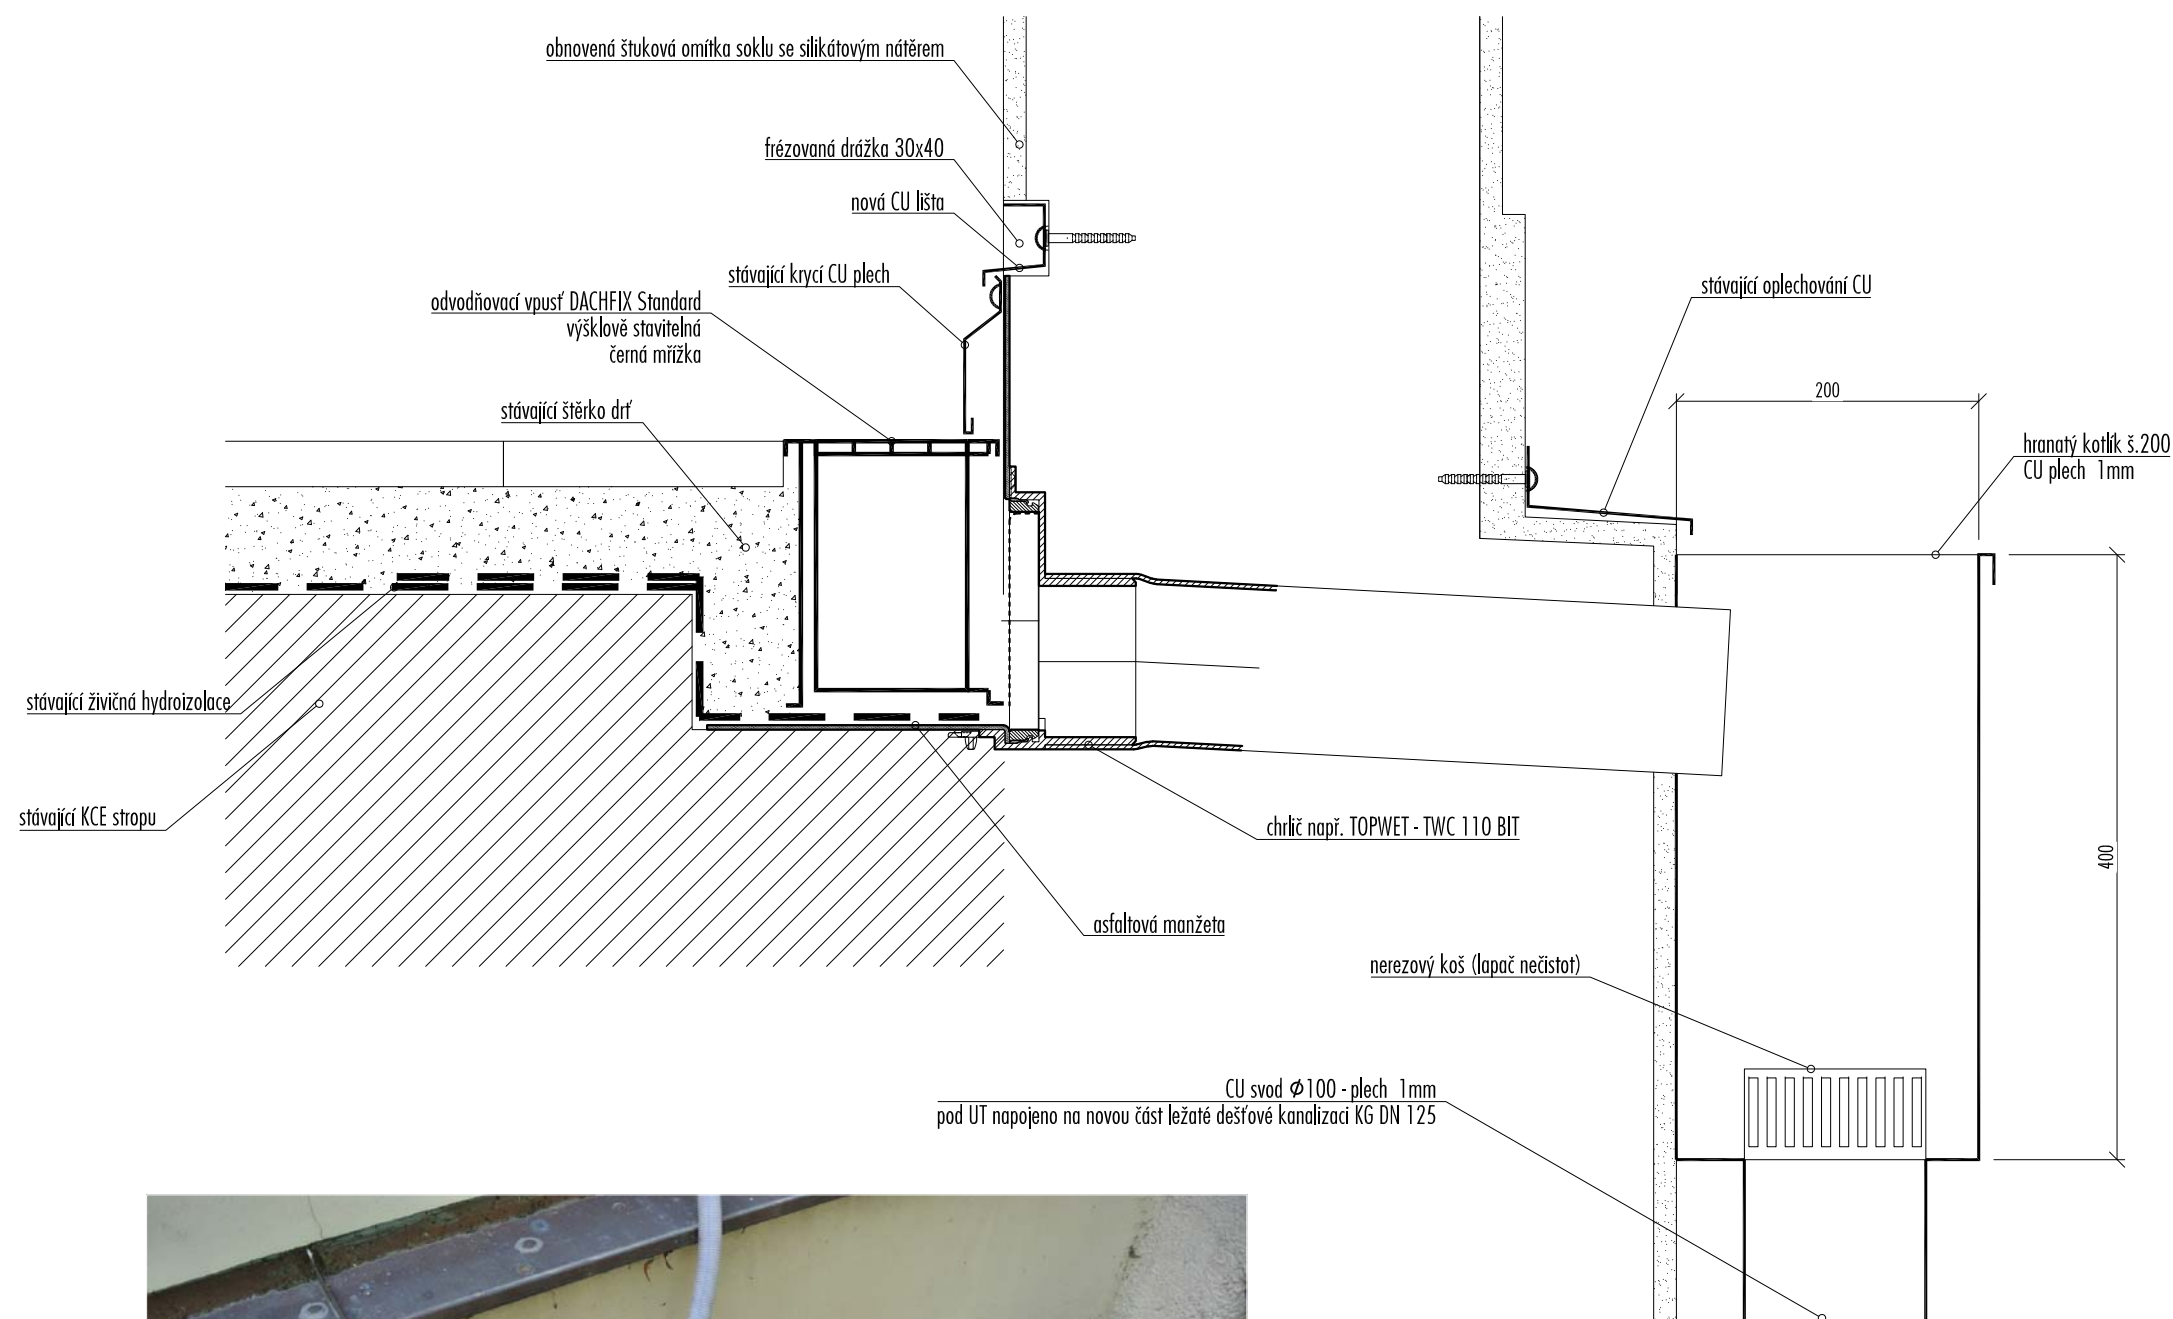 obnovená štuková omítka soklu se silikátovým nátěrem
frézovaná drážka 30x40
nová CU lišta
stávající krycí CU plech
odvodňovací vpusť DACHFIX Standard
výšklově stavitelná
černá mřížka
stávající štěrko drť
stávající oplechování CU
200
hranatý kotlík š.200
CU plech 1mm
stávající živičná hydroizolace
stávající KCE stropu
chrlič např. TOPWET - TWC 110 BIT
400
asfaltová manžeta
nerezový koš (lapač nečistot)
CU svod Ø100 - plech 1mm
pod UT napojeno na novou část ležaté dešťové kanalizaci KG DN 125